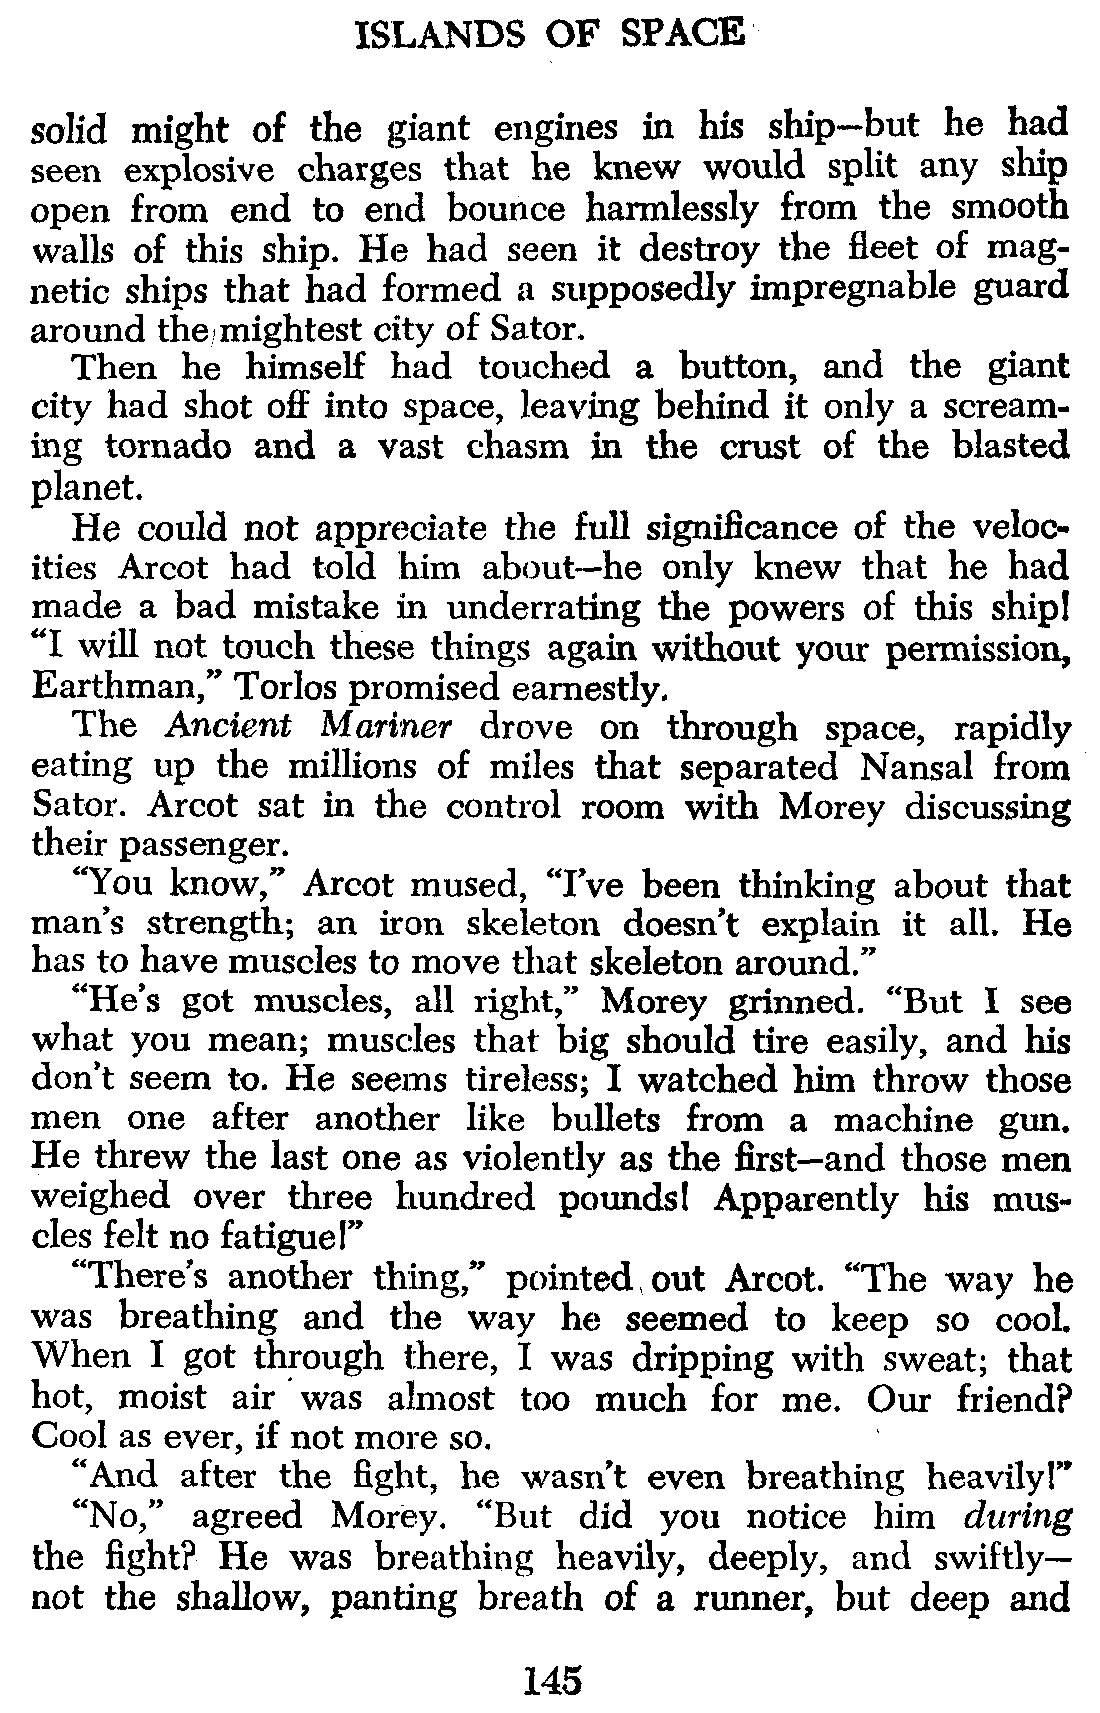 ISLANDS OF SPACE
solid might of the giant engines in his ship—but he had
seen explosive charges that he knew would split any ship
open from end to end bounce harmlessly from the smooth
walls of this ship. He had seen it destroy the fleet of mag-
netic ships that had formed a supposedly impregnable guard
around the mightest city of Sator.
Then he himself had touched a button, and the giant
city had shot off into space, leaving behind it only a scream-
ing tornado and a vast chasm in the crust of the blasted
planet.
He could not appreciate the full significance of the veloc-
ities Arcot had told him about—he only knew that he had
made a bad mistake in underrating the powers of this ship!
“I will not touch these things again without your permission,
Earthman,” Torlos promised earnestly.
The Ancient Mariner drove on through space, rapidly
eating up the millions of miles that separated Nansal from
Sator. Arcot sat in the control room with Morey discussing
their passenger.
“You know,” Arcot mused, “I’ve been thinking about that
man’s strength; an iron skeleton doesn’t explain it all. He
has to have muscles to move that skeleton around.”
“He’s got muscles, all right,” Morey grinned. “But I see
what you mean; muscles that big should tire easily, and his
don’t seem to. He seems tireless; I watched him throw those
men one after another like bullets from a machine gun.
He threw the last one as violently as the first—and those men
weighed over three hundred pounds! Apparently his mus-
cles felt no fatigue!”
“There’s another thing,” pointed out Arcot. “The way he
was breathing and the way he seemed to keep so cool.
When I got through there, I was dripping with sweat; that
hot, moist air was almost too much for me. Our friend?
Cool as ever, if not more so.
“And after the fight, he wasn’t even breathing heavily!”
“No,” agreed Morey. “But did you notice him during
the fight? He was breathing heavily, deeply, and swiftly—
not the shallow, panting breath of a runner, but deep and
145